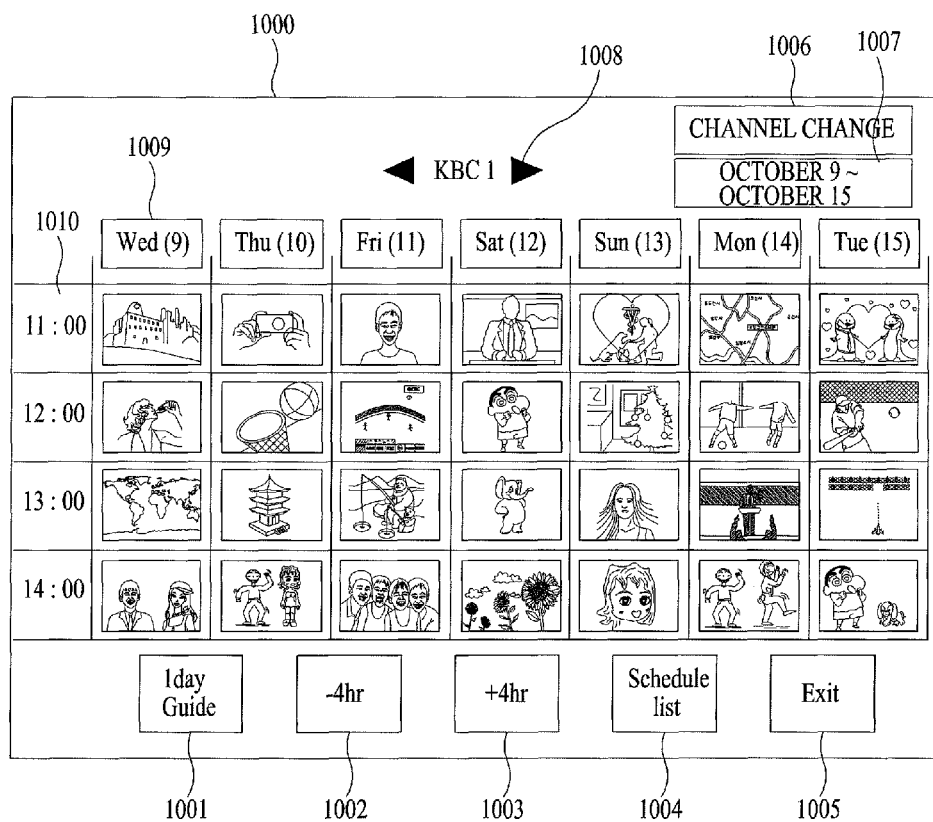 1000
1006
1007
1008
CHANNEL CHANGE
1009
◀ KBC 1 ▶
OCTOBER 9 ~
OCTOBER 15
1010
Wed (9) Thu (10) Fri (11) Sat (12) Sun (13) Mon (14) Tue (15)
11 : 00
12 : 00
2
13 : 00
14 : 00
1day
Guide
-4hr
+4hr
Schedule
list
Exit
1001 1002 1003 1004 1005